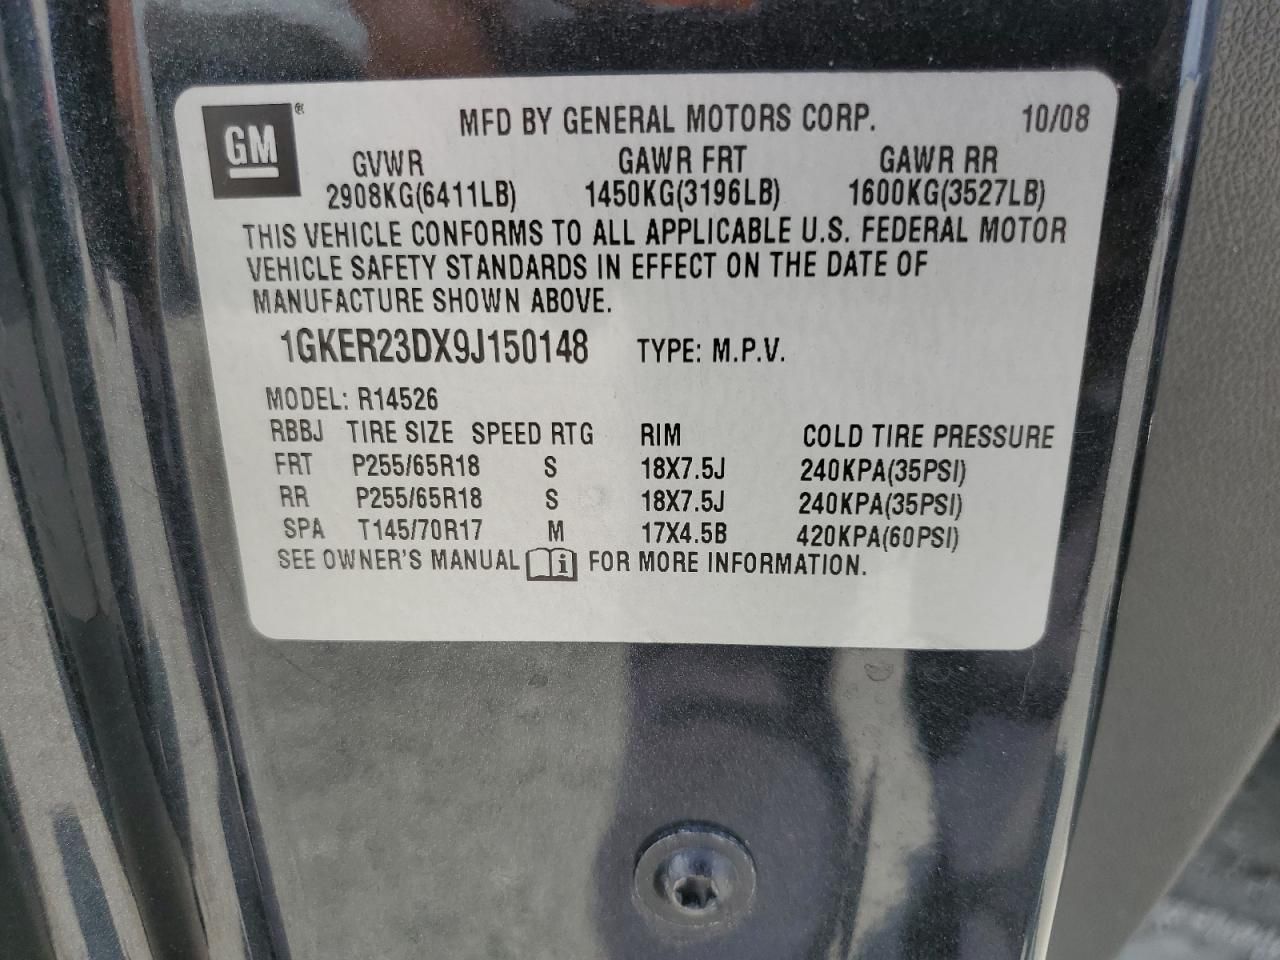 GM ®
MFD BY GENERAL MOTORS CORP. 10/08
GVWR GAWR FRT GAWR RR
2908KG(6411LB) 1450KG(3196LB) 1600KG(3527LB)
THIS VEHICLE CONFORMS TO ALL APPLICABLE U.S. FEDERAL MOTOR
VEHICLE SAFETY STANDARDS IN EFFECT ON THE DATE OF
MANUFACTURE SHOWN ABOVE.
1GKER23DX9J150148 TYPE: M.P.V.
MODEL: R14526
RBBJ TIRE SIZE SPEED RTG RIM COLD TIRE PRESSURE
FRT P255/65R18 S 18X7.5J 240KPA(35PSI)
RR P255/65R18 S 18X7.5J 240KPA(35PSI)
SPA T145/70R17 M 17X4.5B 420KPA(60PSI)
SEE OWNER'S MANUAL i FOR MORE INFORMATION.